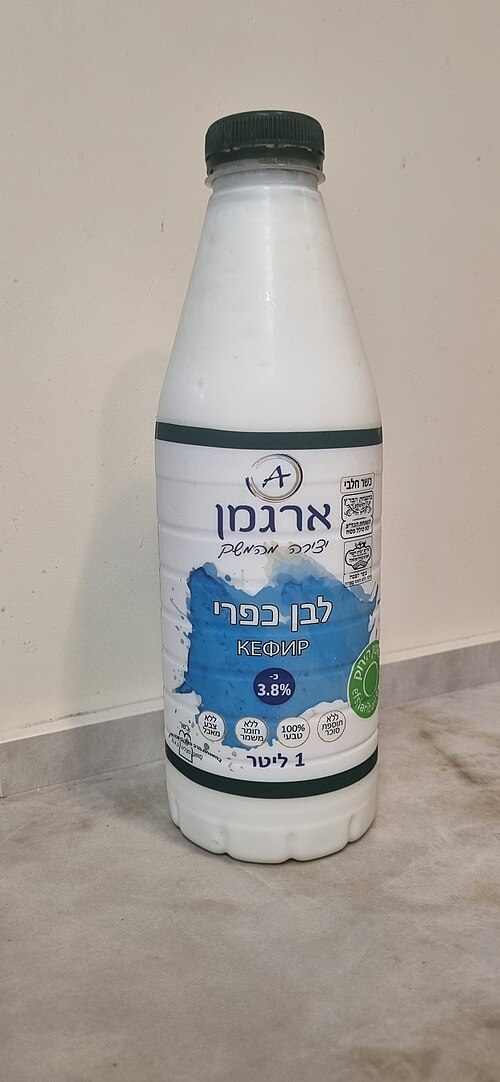 A
ארגמן
יצירה מהמשק
כשר חלבי
לבן כפרי
КЕФИР
כ-
3.8%
ללא תוספת סוכר
100% טבעי
ללא חומר משמר
ללא צבע מאכל
כשר
1 ליטר